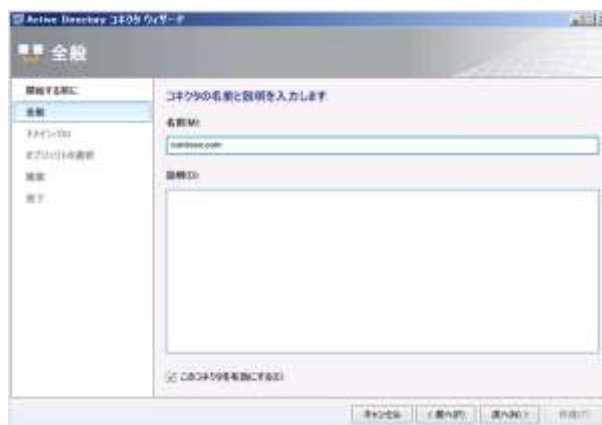 Active Directory コネクタ ウィザード
全般
開始する前に
全般
ドメイン/OU
オブジェクトの選択
概要
完了
コネクタの名前と説明を入力します
名前(M)
contoso.com
説明(D):
このコネクタを有効にする(E)
キャンセル
< 前へ(P)
次へ(N) >
作成(T)